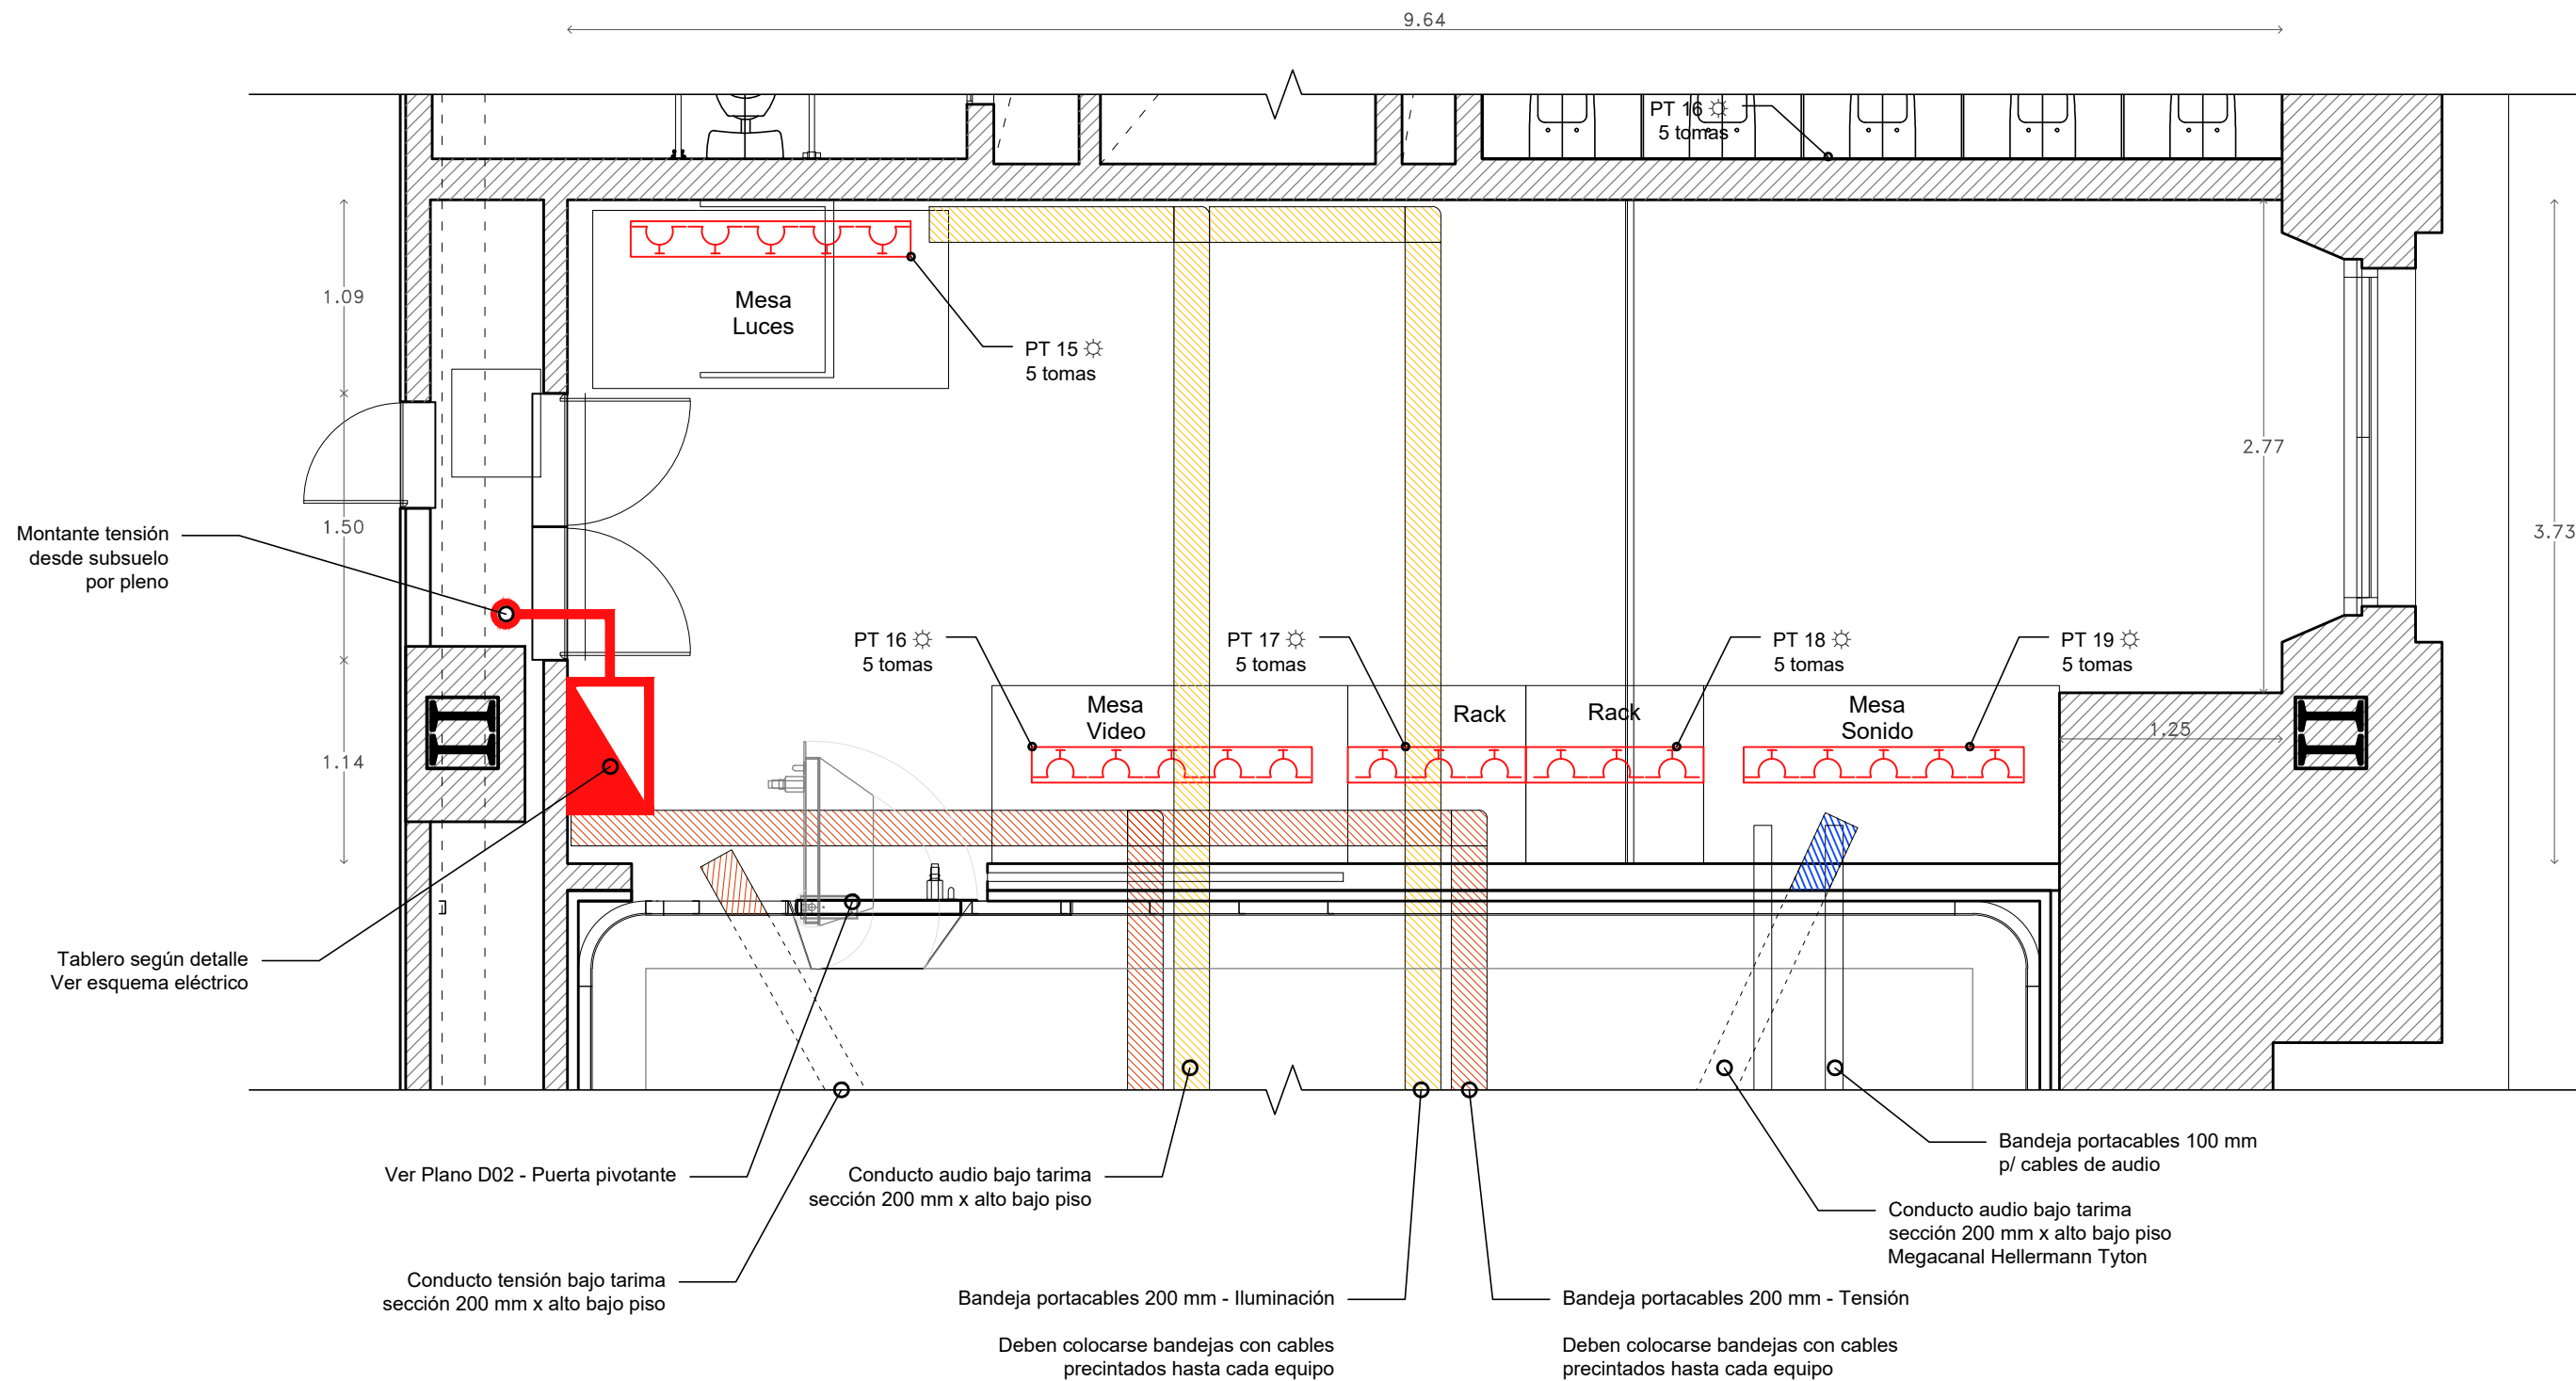 9.64
PT 16 ☼
5 tomas
1.09
Mesa
Luces
PT 15 ☼
5 tomas
2.77
1.50
3.73
Montante tensión
desde subsuelo
por pleno
PT 16 ☼
5 tomas
PT 17 ☼
5 tomas
PT 18 ☼
5 tomas
PT 19 ☼
5 tomas
Mesa
Video
Rack
Rack
Mesa
Sonido
1.25
1.14
Tablero según detalle
Ver esquema eléctrico
Ver Plano D02 - Puerta pivotante
Conducto audio bajo tarima
sección 200 mm x alto bajo piso
Bandeja portacables 100 mm
p/ cables de audio
Conducto audio bajo tarima
sección 200 mm x alto bajo piso
Megacanal Hellermann Tyton
Conducto tensión bajo tarima
sección 200 mm x alto bajo piso
Bandeja portacables 200 mm - Iluminación
Deben colocarse bandejas con cables
precintados hasta cada equipo
Bandeja portacables 200 mm - Tensión
Deben colocarse bandejas con cables
precintados hasta cada equipo